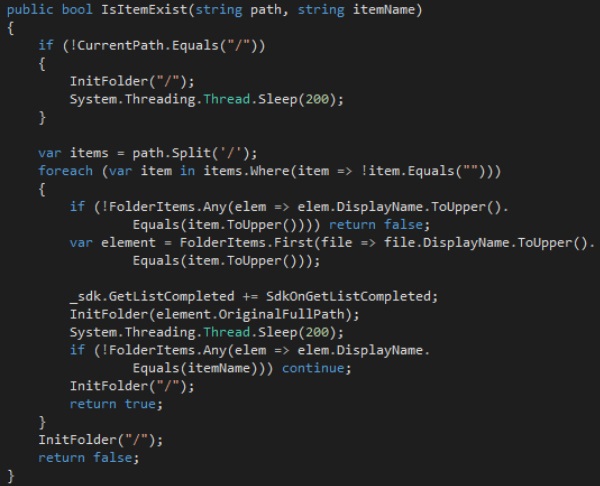 public bool IsItemExist(string path, string itemName)
{
    if (!CurrentPath.Equals("/"))
    {
        InitFolder("/");
        System.Threading.Thread.Sleep(200);
    }

    var items = path.Split('/');
    foreach (var item in items.Where(item => !item.Equals("")))
    {
        if (!FolderItems.Any(elem => elem.DisplayName.ToUpper().
                Equals(item.ToUpper()))) return false;
        var element = FolderItems.First(file => file.DisplayName.ToUpper().
                Equals(item.ToUpper()));

        _sdk.GetListCompleted += SdkOnGetListCompleted;
        InitFolder(element.OriginalFullPath);
        System.Threading.Thread.Sleep(200);
        if (!FolderItems.Any(elem => elem.DisplayName.
                Equals(itemName))) continue;
        InitFolder("/");
        return true;
    }
    InitFolder("/");
    return false;
}